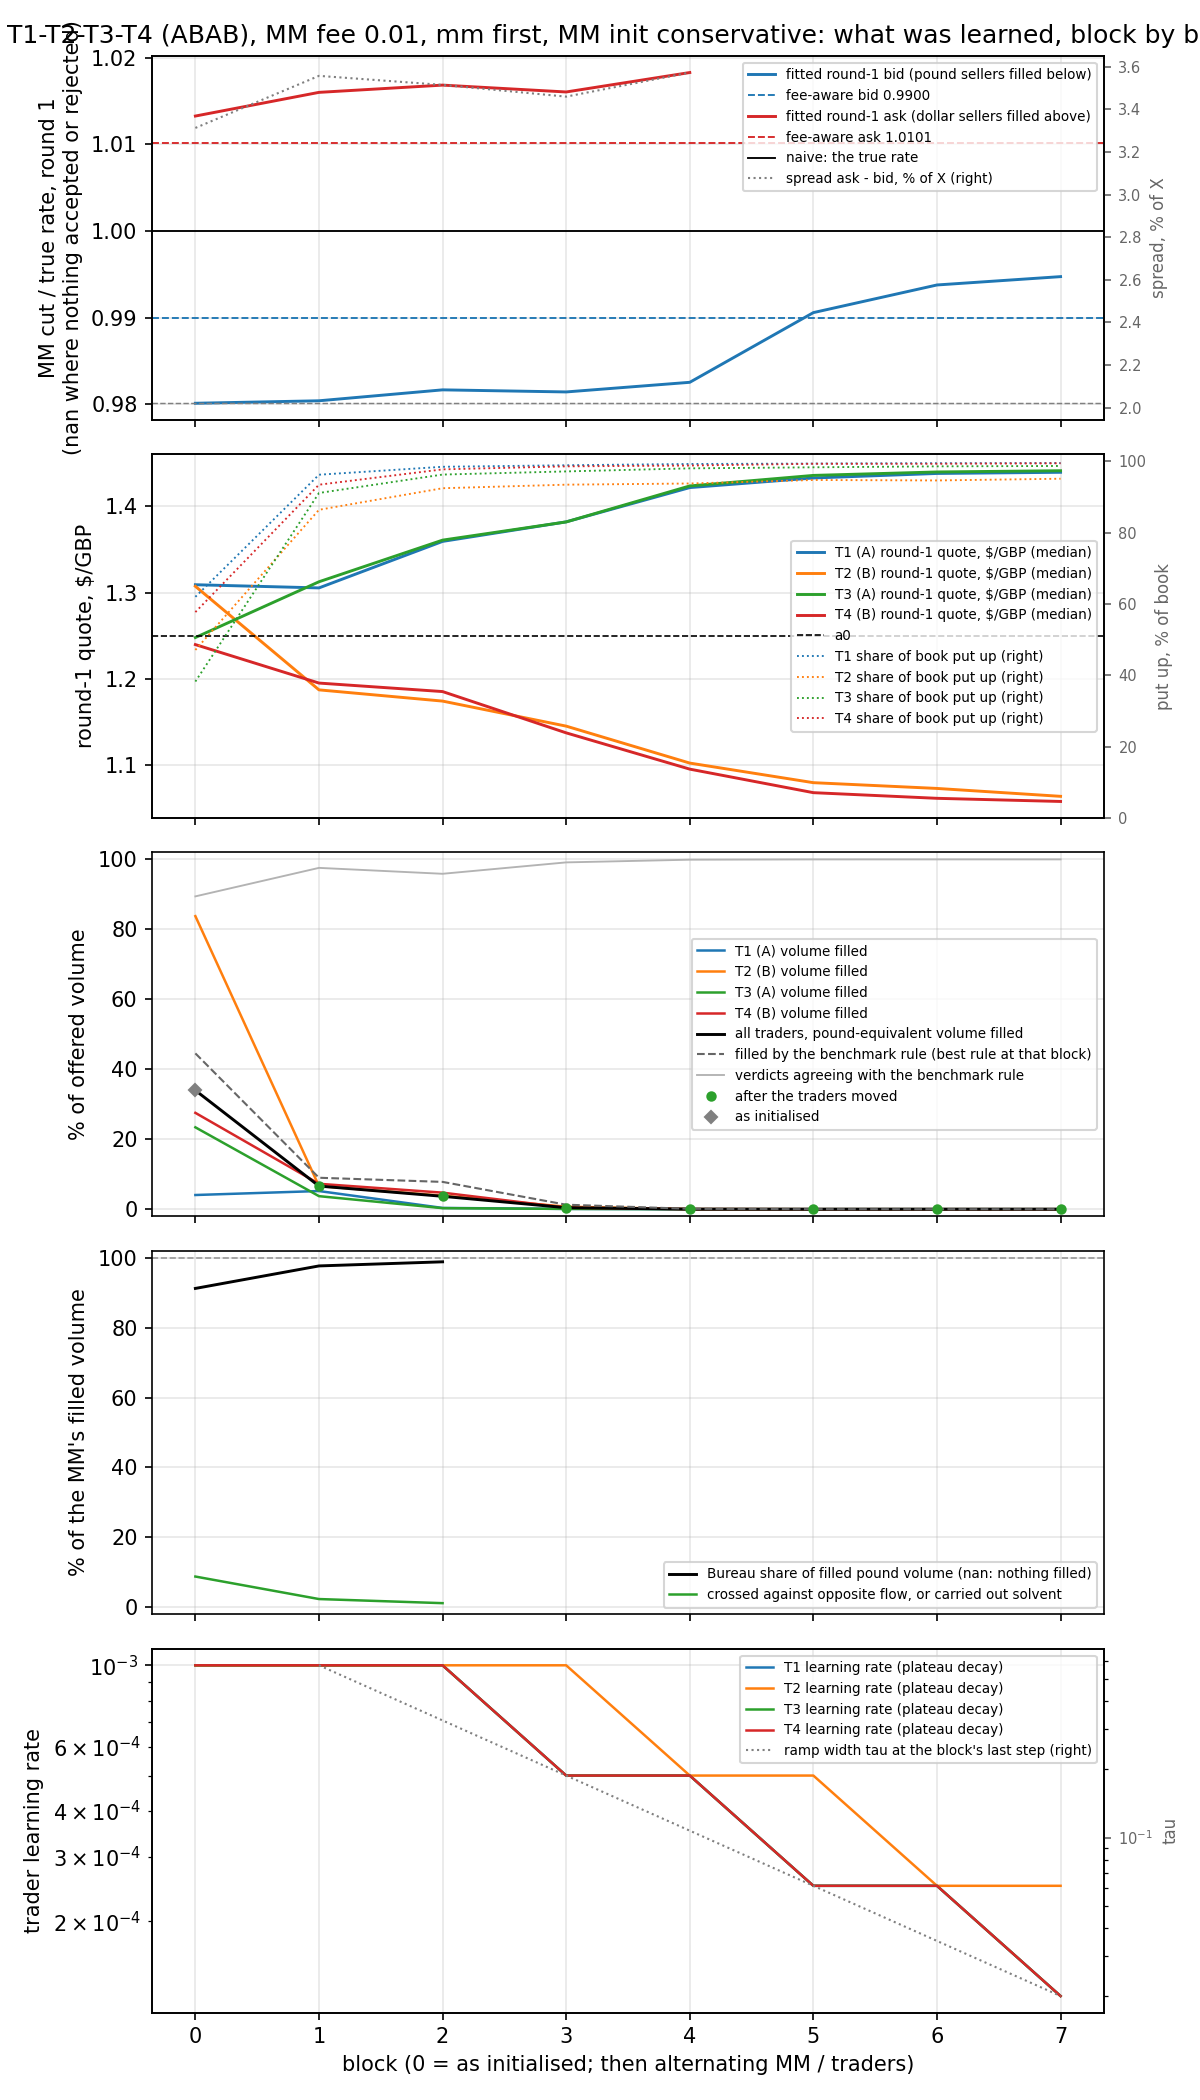 T1-T2-T3-T4 (ABAB), MM fee 0.01, mm first, MM init conservative: what was learned, block by b
MM cut / true rate, round 1
(nan where nothing accepted or rejected)
1.02
1.01
1.00
0.99
0.98
fitted round-1 bid (pound sellers filled below)
fee-aware bid 0.9900
fitted round-1 ask (dollar sellers filled above)
fee-aware ask 1.0101
naive: the true rate
spread ask - bid, % of X (right)
3.6
3.4
3.2
3.0
2.8
2.6
2.4
2.2
2.0
spread, % of X
round-1 quote, $/GBP
1.4
1.3
1.2
1.1
T1 (A) round-1 quote, $/GBP (median)
T2 (B) round-1 quote, $/GBP (median)
T3 (A) round-1 quote, $/GBP (median)
T4 (B) round-1 quote, $/GBP (median)
a0
T1 share of book put up (right)
T2 share of book put up (right)
T3 share of book put up (right)
T4 share of book put up (right)
100
80
60
40
20
0
put up, % of book
% of offered volume
100
80
60
40
20
0
T1 (A) volume filled
T2 (B) volume filled
T3 (A) volume filled
T4 (B) volume filled
all traders, pound-equivalent volume filled
filled by the benchmark rule (best rule at that block)
verdicts agreeing with the benchmark rule
after the traders moved
as initialised
% of the MM's filled volume
100
80
60
40
20
0
Bureau share of filled pound volume (nan: nothing filled)
crossed against opposite flow, or carried out solvent
trader learning rate
10⁻³
6 × 10⁻⁴
4 × 10⁻⁴
3 × 10⁻⁴
2 × 10⁻⁴
T1 learning rate (plateau decay)
T2 learning rate (plateau decay)
T3 learning rate (plateau decay)
T4 learning rate (plateau decay)
ramp width tau at the block's last step (right)
10⁻¹
tau
0 1 2 3 4 5 6 7
block (0 = as initialised; then alternating MM / traders)